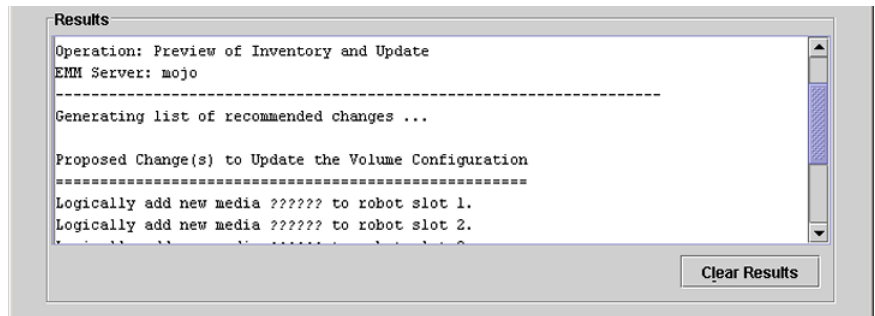 Results
Operation: Preview of Inventory and Update
EMM Server: mojo
--------------------------------------------------------------------
Generating list of recommended changes ...
Proposed Change(s) to Update the Volume Configuration
=====================================================
Logically add new media ?????? to robot slot 1.
Logically add new media ?????? to robot slot 2.
Clear Results